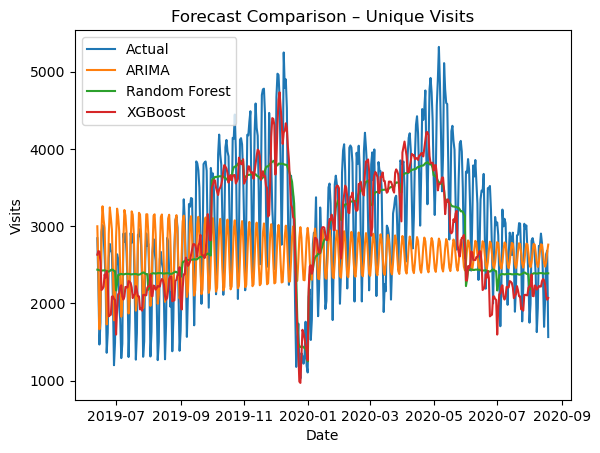 Forecast Comparison – Unique Visits
Actual
ARIMA
Random Forest
XGBoost
Visits
5000
4000
3000
2000
1000
2019-07 2019-09 2019-11 2020-01 2020-03 2020-05 2020-07 2020-09
Date